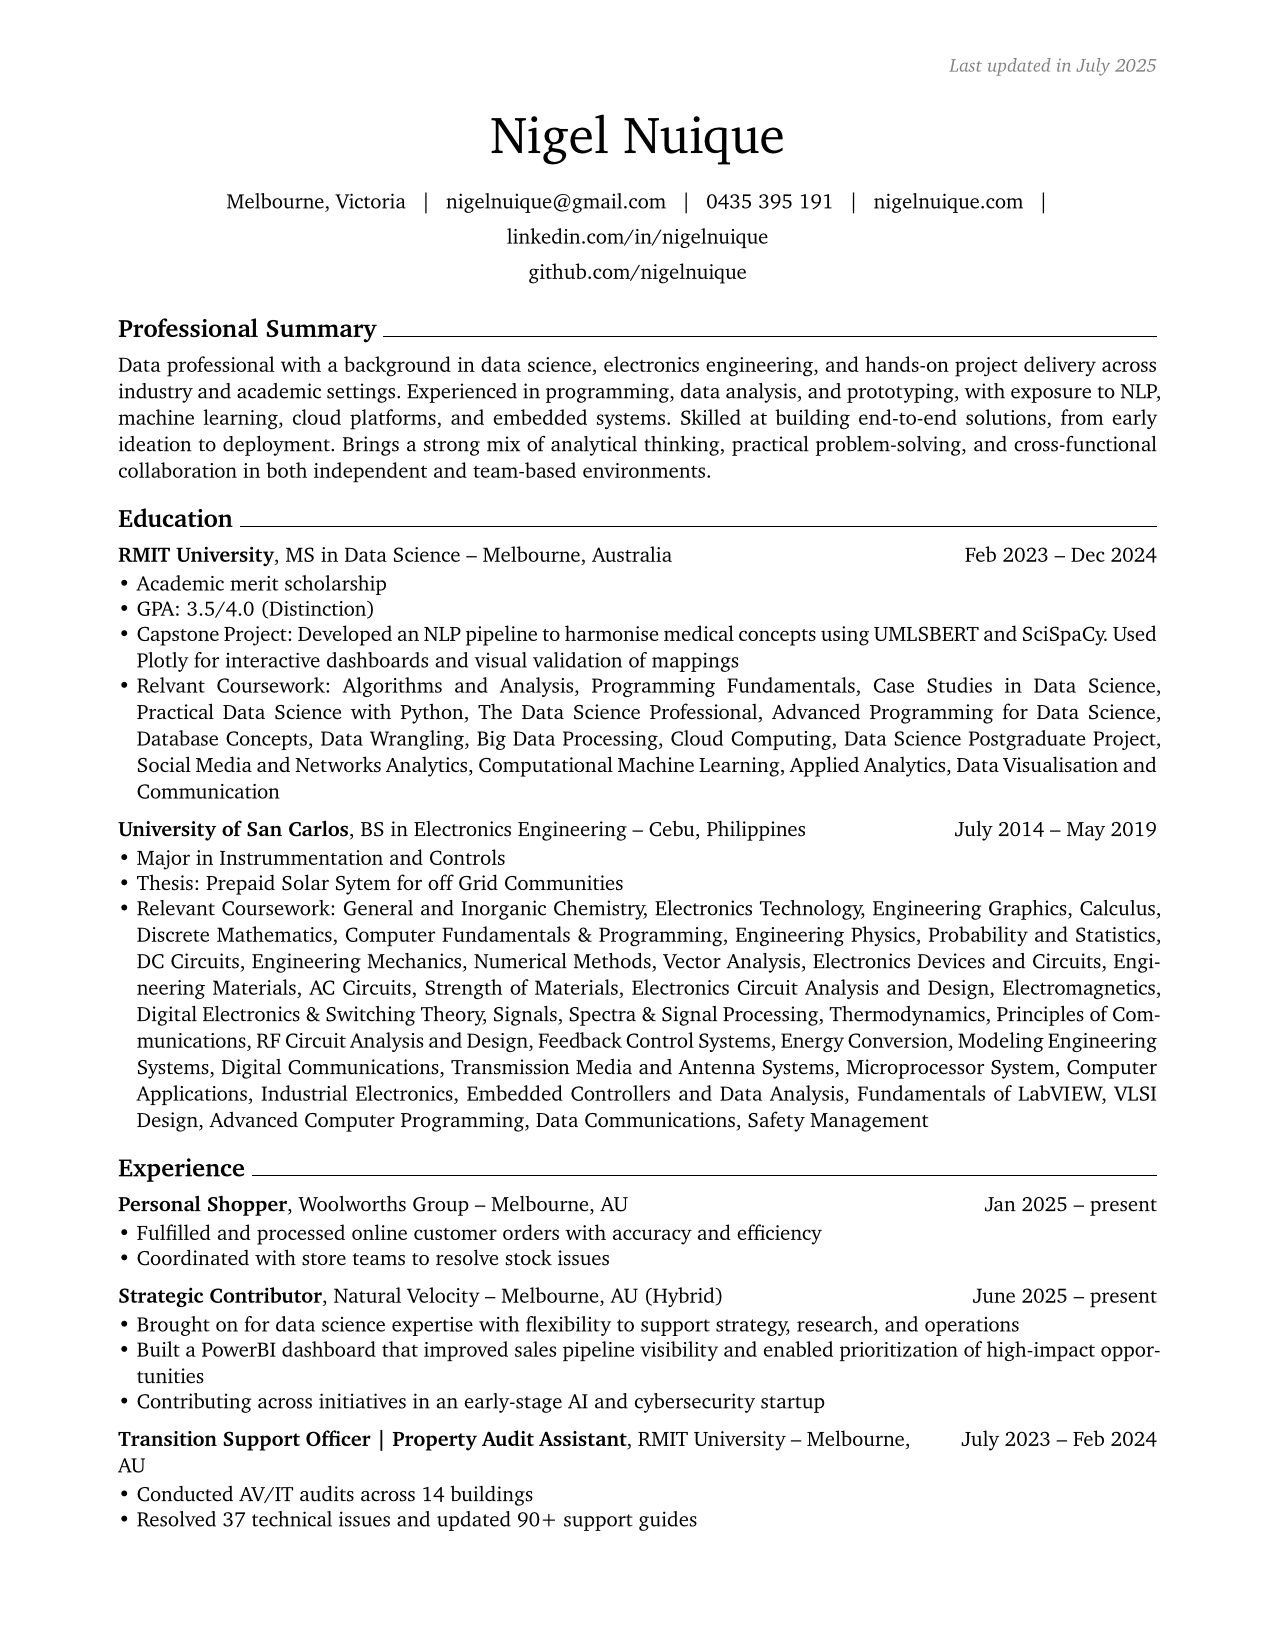 Last updated in July 2025
Nigel Nuique
Melbourne, Victoria | nigelnuique@gmail.com | 0435 395 191 | nigelnuique.com |
linkedin.com/in/nigelnuique
github.com/nigelnuique
Professional Summary
Data professional with a background in data science, electronics engineering, and hands-on project delivery across
industry and academic settings. Experienced in programming, data analysis, and prototyping, with exposure to NLP,
machine learning, cloud platforms, and embedded systems. Skilled at building end-to-end solutions, from early
ideation to deployment. Brings a strong mix of analytical thinking, practical problem-solving, and cross-functional
collaboration in both independent and team-based environments.
Education
RMIT University, MS in Data Science – Melbourne, Australia Feb 2023 – Dec 2024
• Academic merit scholarship
• GPA: 3.5/4.0 (Distinction)
• Capstone Project: Developed an NLP pipeline to harmonise medical concepts using UMLSBERT and SciSpaCy. Used
Plotly for interactive dashboards and visual validation of mappings
• Relvant Coursework: Algorithms and Analysis, Programming Fundamentals, Case Studies in Data Science,
Practical Data Science with Python, The Data Science Professional, Advanced Programming for Data Science,
Database Concepts, Data Wrangling, Big Data Processing, Cloud Computing, Data Science Postgraduate Project,
Social Media and Networks Analytics, Computational Machine Learning, Applied Analytics, Data Visualisation and
Communication
University of San Carlos, BS in Electronics Engineering – Cebu, Philippines July 2014 – May 2019
• Major in Instrummentation and Controls
• Thesis: Prepaid Solar Sytem for off Grid Communities
• Relevant Coursework: General and Inorganic Chemistry, Electronics Technology, Engineering Graphics, Calculus,
Discrete Mathematics, Computer Fundamentals & Programming, Engineering Physics, Probability and Statistics,
DC Circuits, Engineering Mechanics, Numerical Methods, Vector Analysis, Electronics Devices and Circuits, Engi-
neering Materials, AC Circuits, Strength of Materials, Electronics Circuit Analysis and Design, Electromagnetics,
Digital Electronics & Switching Theory, Signals, Spectra & Signal Processing, Thermodynamics, Principles of Com-
munications, RF Circuit Analysis and Design, Feedback Control Systems, Energy Conversion, Modeling Engineering
Systems, Digital Communications, Transmission Media and Antenna Systems, Microprocessor System, Computer
Applications, Industrial Electronics, Embedded Controllers and Data Analysis, Fundamentals of LabVIEW, VLSI
Design, Advanced Computer Programming, Data Communications, Safety Management
Experience
Personal Shopper, Woolworths Group – Melbourne, AU Jan 2025 – present
• Fulfilled and processed online customer orders with accuracy and efficiency
• Coordinated with store teams to resolve stock issues
Strategic Contributor, Natural Velocity – Melbourne, AU (Hybrid) June 2025 – present
• Brought on for data science expertise with flexibility to support strategy, research, and operations
• Built a PowerBI dashboard that improved sales pipeline visibility and enabled prioritization of high-impact oppor-
tunities
• Contributing across initiatives in an early-stage AI and cybersecurity startup
Transition Support Officer | Property Audit Assistant, RMIT University – Melbourne, July 2023 – Feb 2024
AU
• Conducted AV/IT audits across 14 buildings
• Resolved 37 technical issues and updated 90+ support guides